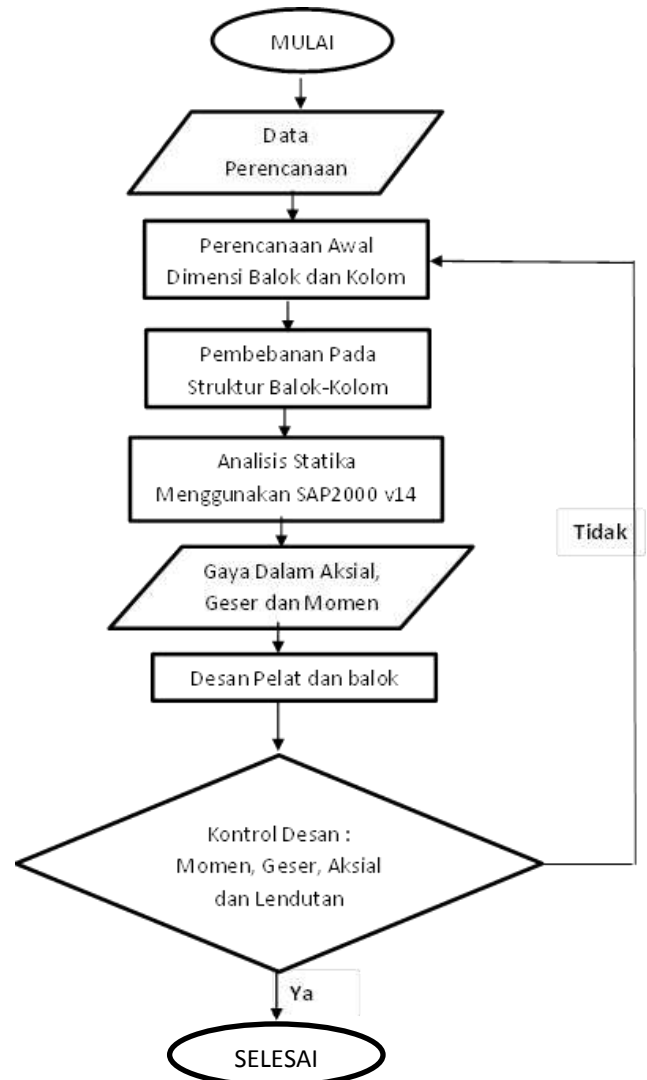 MULAI
Data
Perencanaan
Perencanaan Awal
Dimensi Balok dan Kolom
Pembebanan Pada
Struktur Balok-Kolom
Analisis Statika
Menggunakan SAP2000 v14
Tidak
Gaya Dalam Aksial,
Geser dan Momen
Desan Pelat dan balok
Kontrol Desan :
Momen, Geser, Aksial
dan Lendutan
Ya
SELESAI